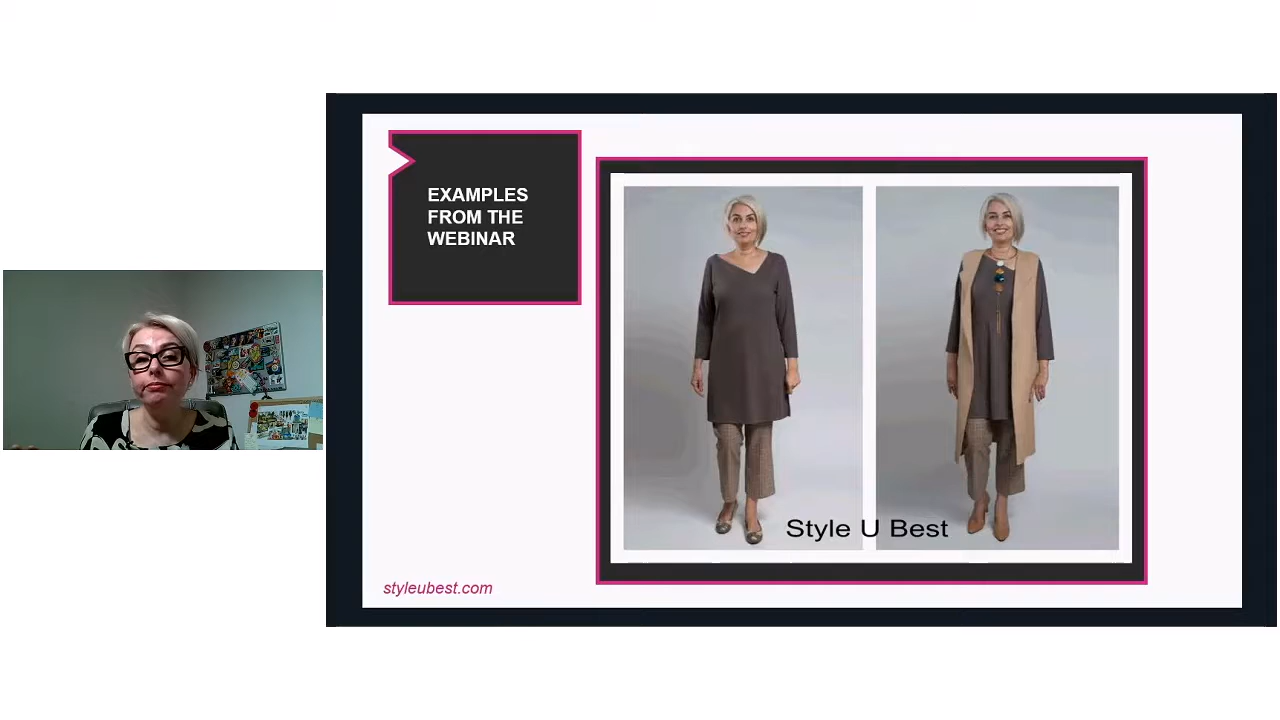 EXAMPLES
FROM THE
WEBINAR
Style U Best
styleubest.com